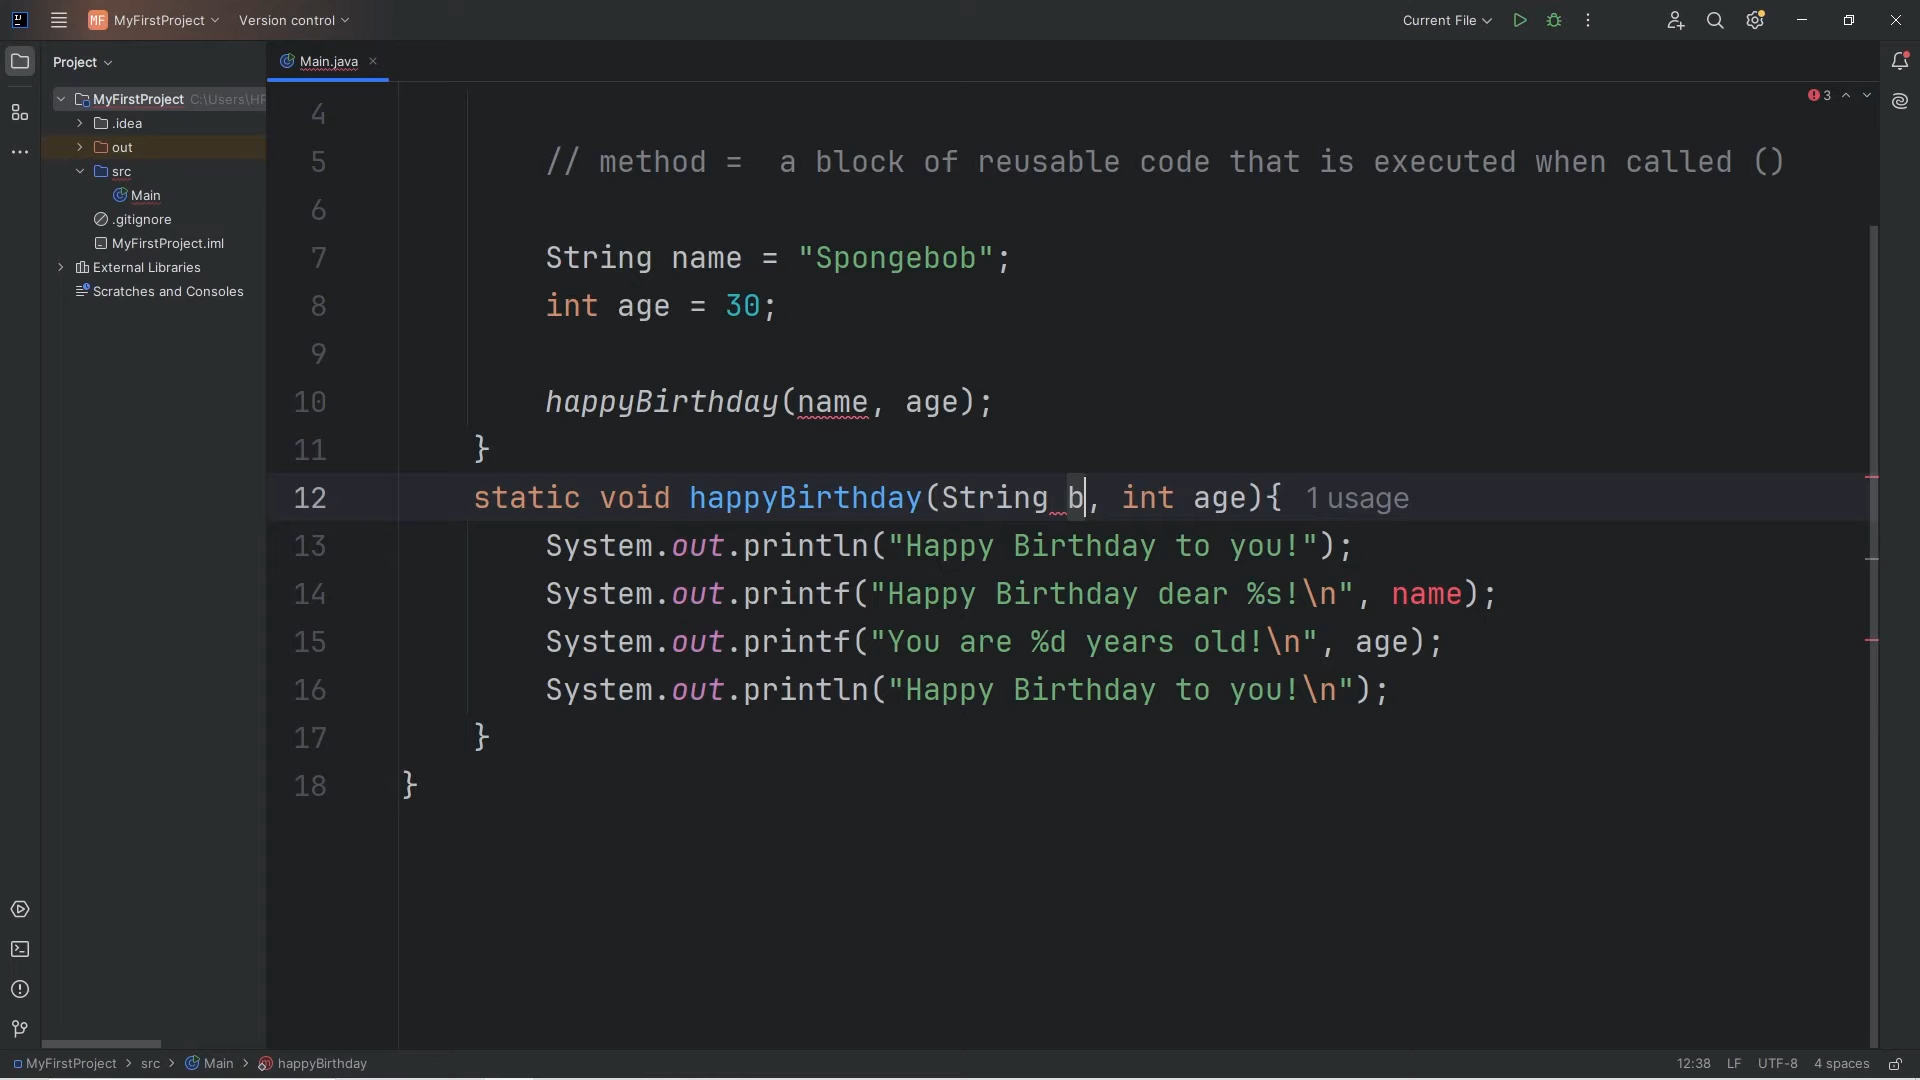 MF MyFirstProject Version control Current File
Project Main.java
MyFirstProject C:\Users\HP
.idea
out
src
Main
.gitignore
MyFirstProject.iml
External Libraries
Scratches and Consoles
3
4
5 // method =  a block of reusable code that is executed when called ()
6
7 String name = "Spongebob";
8 int age = 30;
9
10 happyBirthday(name, age);
11 }
12 static void happyBirthday(String b, int age){ 1 usage
13 System.out.println("Happy Birthday to you!");
14 System.out.printf("Happy Birthday dear %s!\n", name);
15 System.out.printf("You are %d years old!\n", age);
16 System.out.println("Happy Birthday to you!\n");
17 }
18 }
MyFirstProject > src > Main > happyBirthday 12:38 LF UTF-8 4 spaces